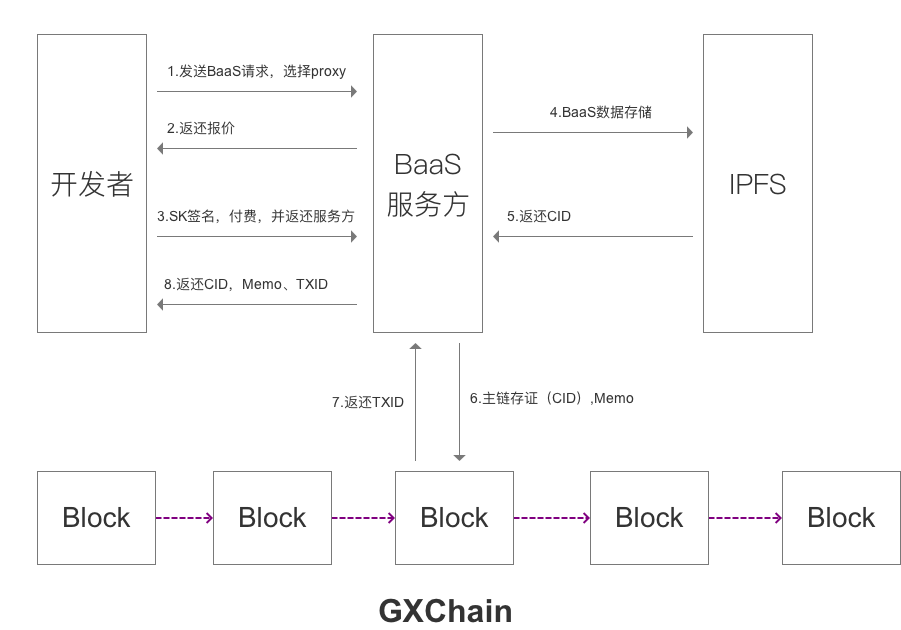 1.发送BaaS请求，选择proxy
2.返还报价
4.BaaS数据存储
开发者
BaaS
服务方
IPFS
3.SK签名，付费，并返还服务方
5.返还CID
8.返还CID，Memo、TXID
7.返还TXID
6.主链存证（CID）,Memo
Block
Block
Block
Block
Block
GXChain